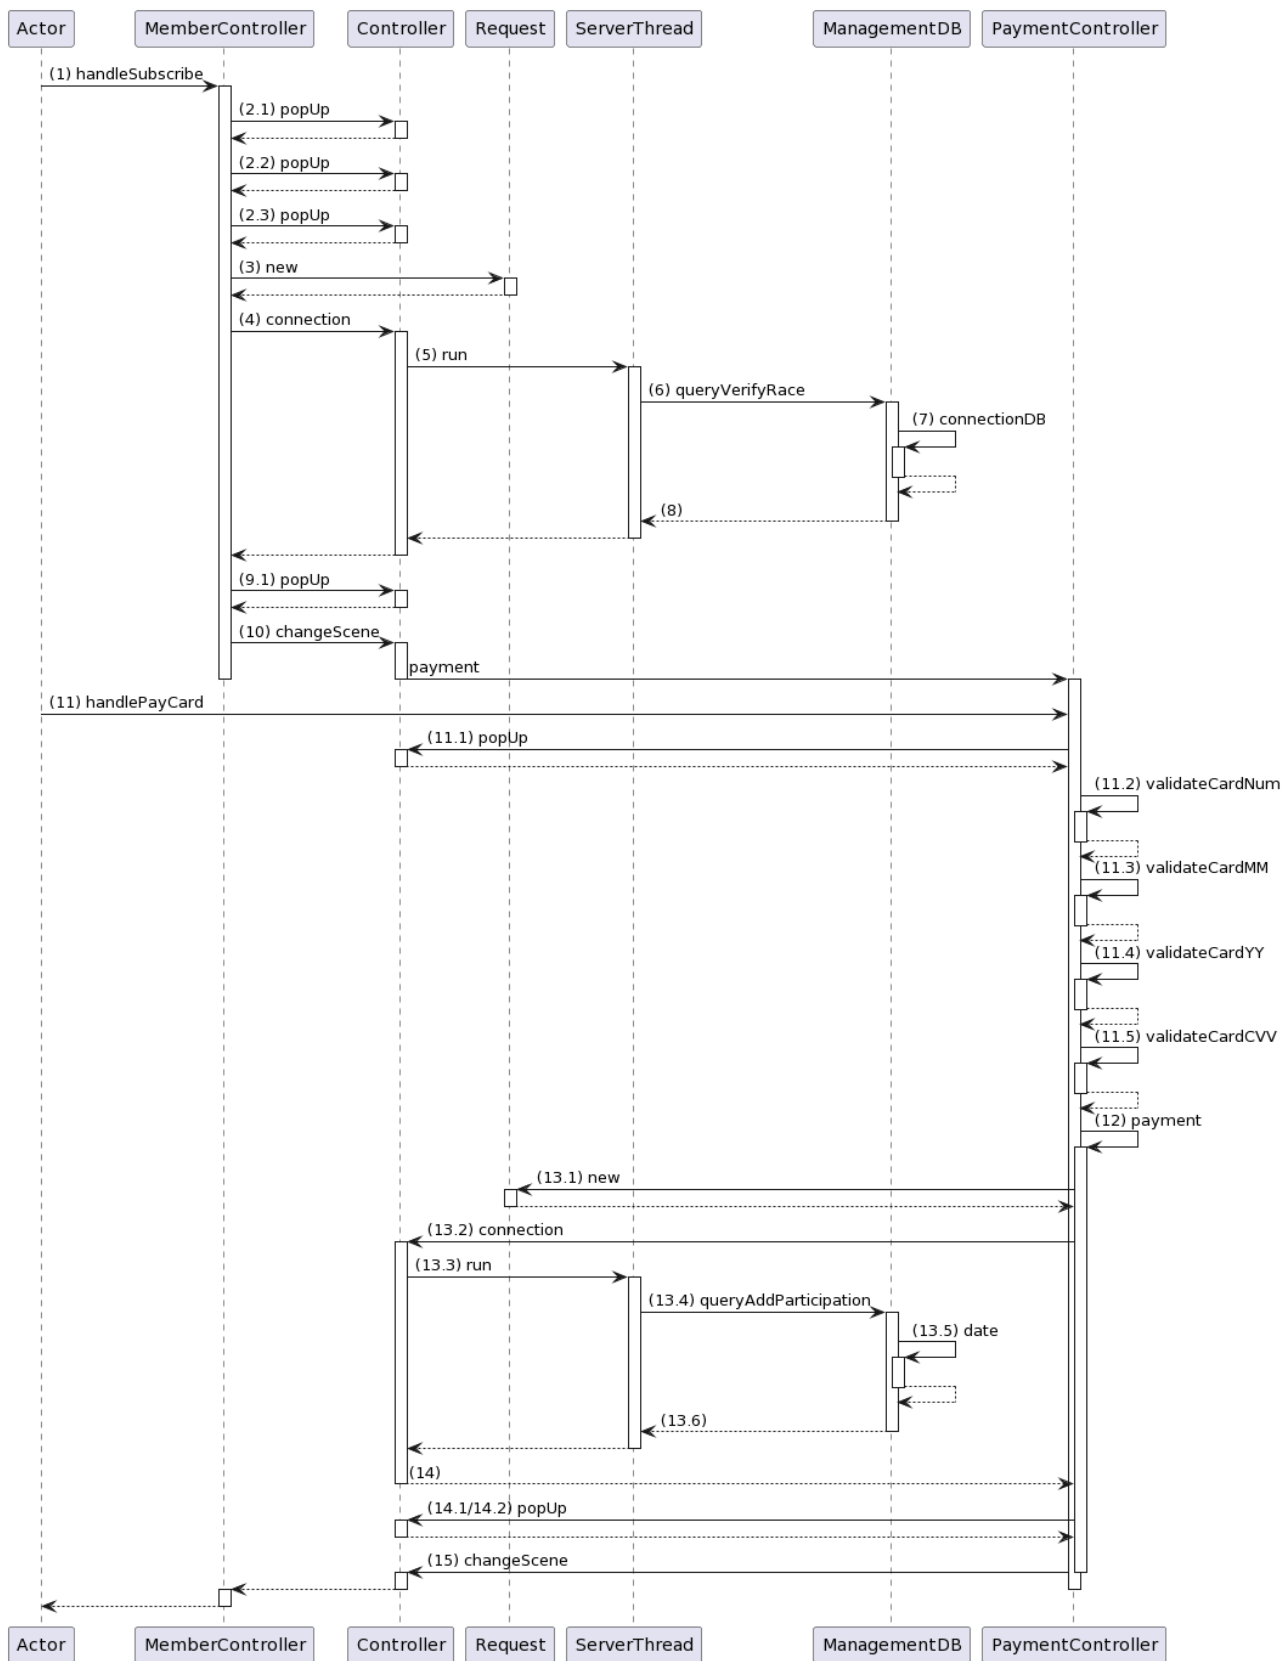 Actor MemberController Controller Request ServerThread ManagementDB PaymentController
(1) handleSubscribe
(2.1) popUp
(2.2) popUp
(2.3) popUp
(3) new
(4) connection
(5) run
(6) queryVerifyRace
(7) connectionDB
(8)
(9.1) popUp
(10) changeScene
payment
(11) handlePayCard
(11.1) popUp
(11.2) validateCardNum
(11.3) validateCardMM
(11.4) validateCardYY
(11.5) validateCardCVV
(12) payment
(13.1) new
(13.2) connection
(13.3) run
(13.4) queryAddParticipation
(13.5) date
(13.6)
(14)
(14.1/14.2) popUp
(15) changeScene
Actor MemberController Controller Request ServerThread ManagementDB PaymentController